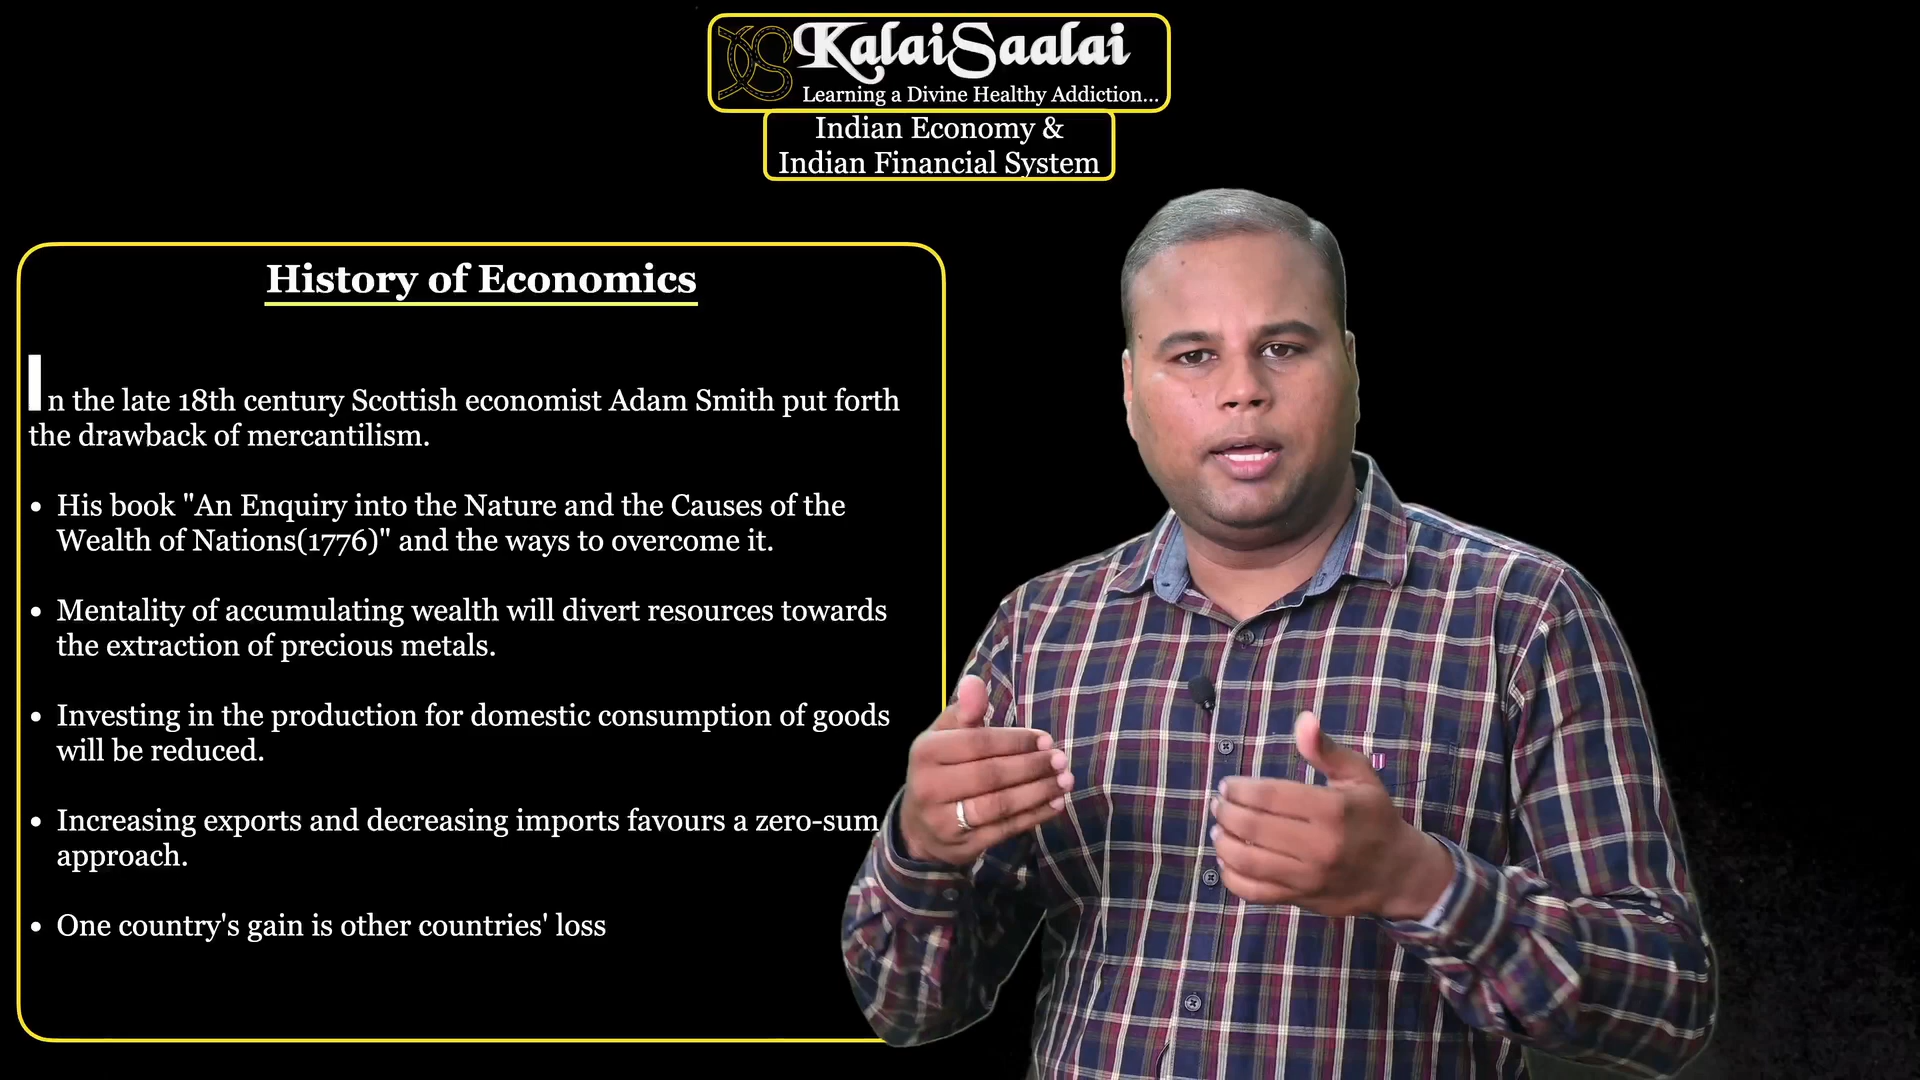 KalaiSaalai
Learning a Divine Healthy Addiction...
Indian Economy &
Indian Financial System
History of Economics
In the late 18th century Scottish economist Adam Smith put forth
the drawback of mercantilism.
• His book "An Enquiry into the Nature and the Causes of the
Wealth of Nations(1776)" and the ways to overcome it.
• Mentality of accumulating wealth will divert resources towards
the extraction of precious metals.
• Investing in the production for domestic consumption of goods
will be reduced.
• Increasing exports and decreasing imports favours a zero-sum
approach.
• One country's gain is other countries' loss